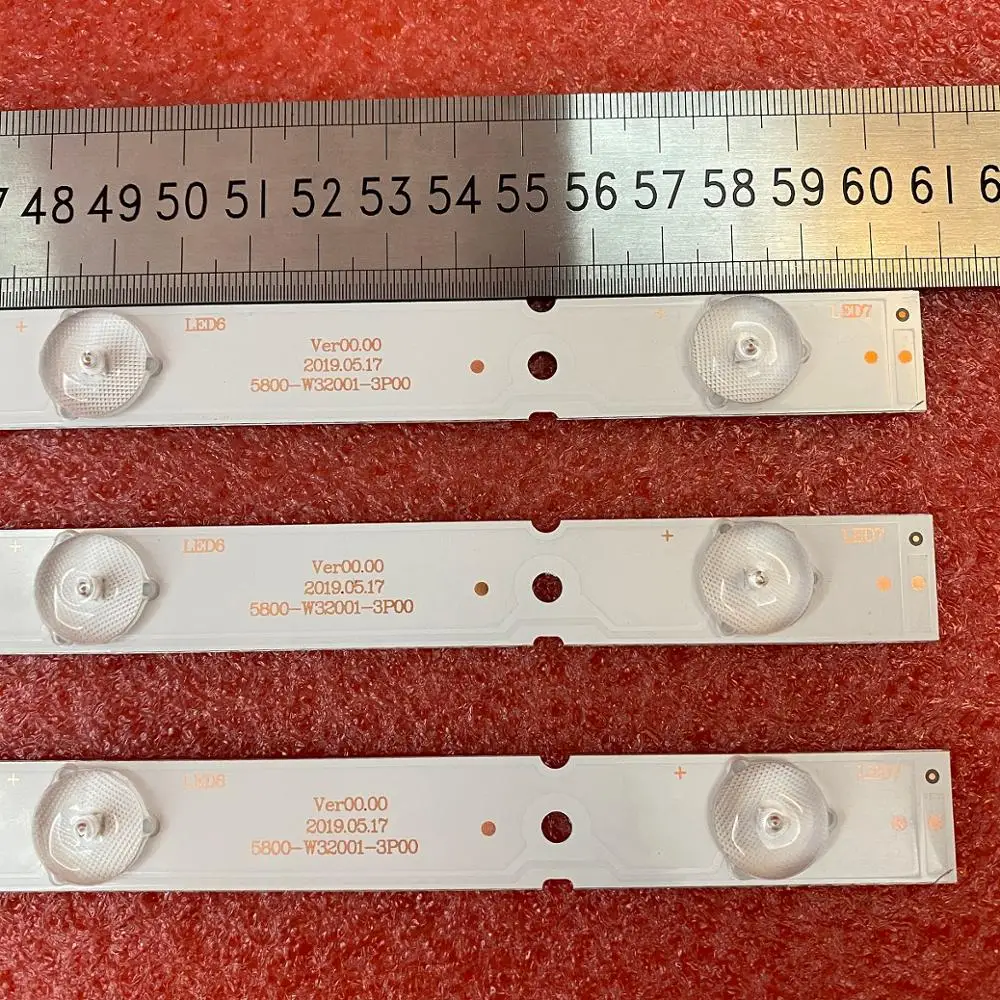 48 49 50 51 52 53 54 55 56 57 58 59 60 61
+ LED6 + LED7
Ver00.00
2019.05.17
5800-W32001-3P00
+ LED6 + LED7
Ver00.00
2019.05.17
5800-W32001-3P00
+ LED6 + LED7
Ver00.00
2019.05.17
5800-W32001-3P00